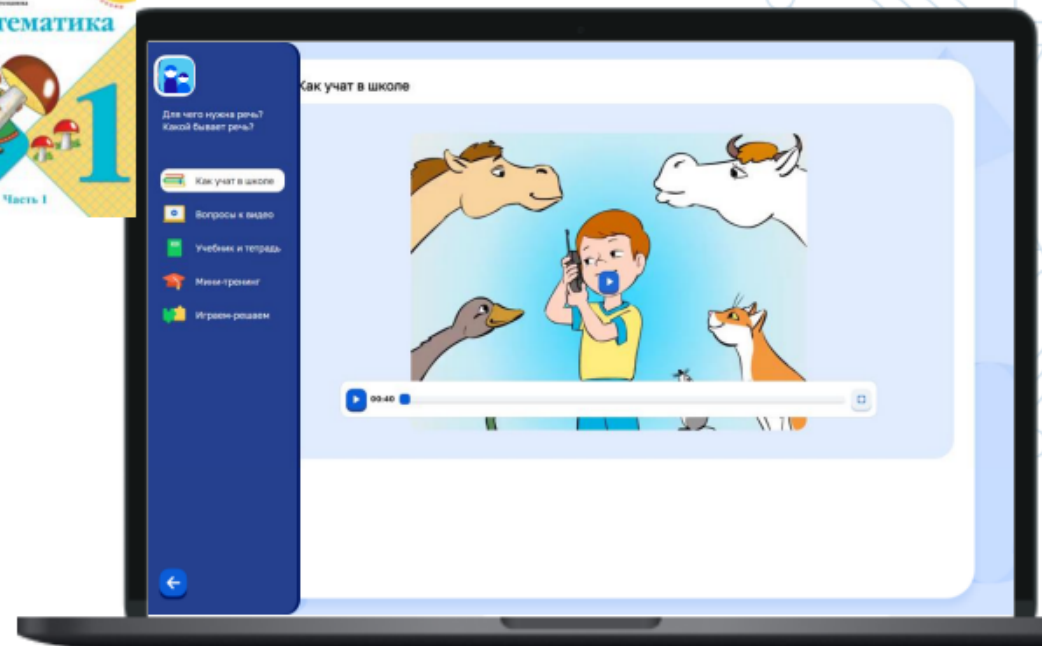 тематика
1
Часть 1
Как учат в школе
Для чего нужна речь?
Какой бывает речь?
Как учат в школе
Вопросы к видео
Учебник и тетрадь
Мини-тренинг
Играем-решаем
00:40